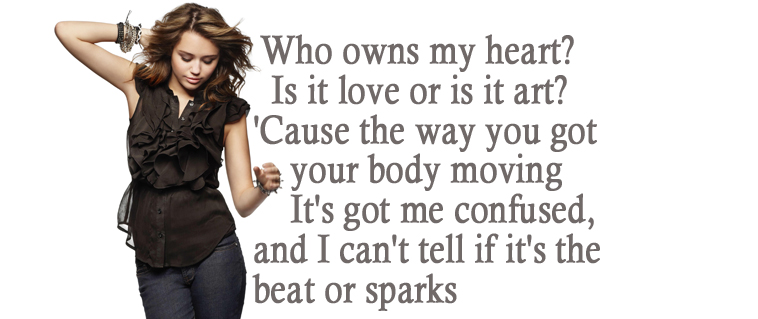 Who owns my heart?
Is it love or is it art?
'Cause the way you got
your body moving
It's got me confused,
and I can't tell if it's the
beat or sparks